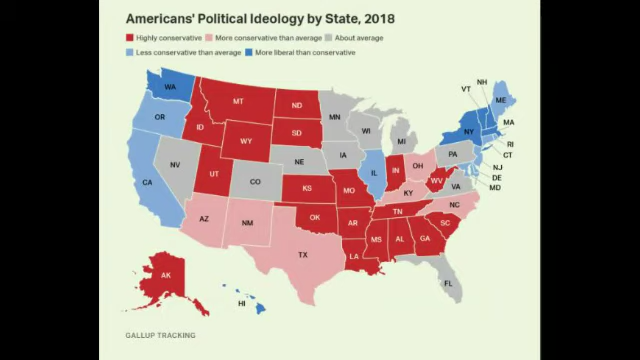 Americans' Political Ideology by State, 2018
Highly conservative More conservative than average About average
Less conservative than average More liberal than conservative
WA
MT
ND
MN
VT
NH
ME
OR
ID
WY
SD
WI
MI
NY
MA
RI
CT
NV
UT
CO
NE
IA
IL
IN
OH
PA
NJ
DE
MD
CA
KS
MO
KY
WV
VA
AZ
NM
OK
AR
TN
NC
TX
LA
MS
AL
GA
SC
AK
HI
FL
GALLUP TRACKING